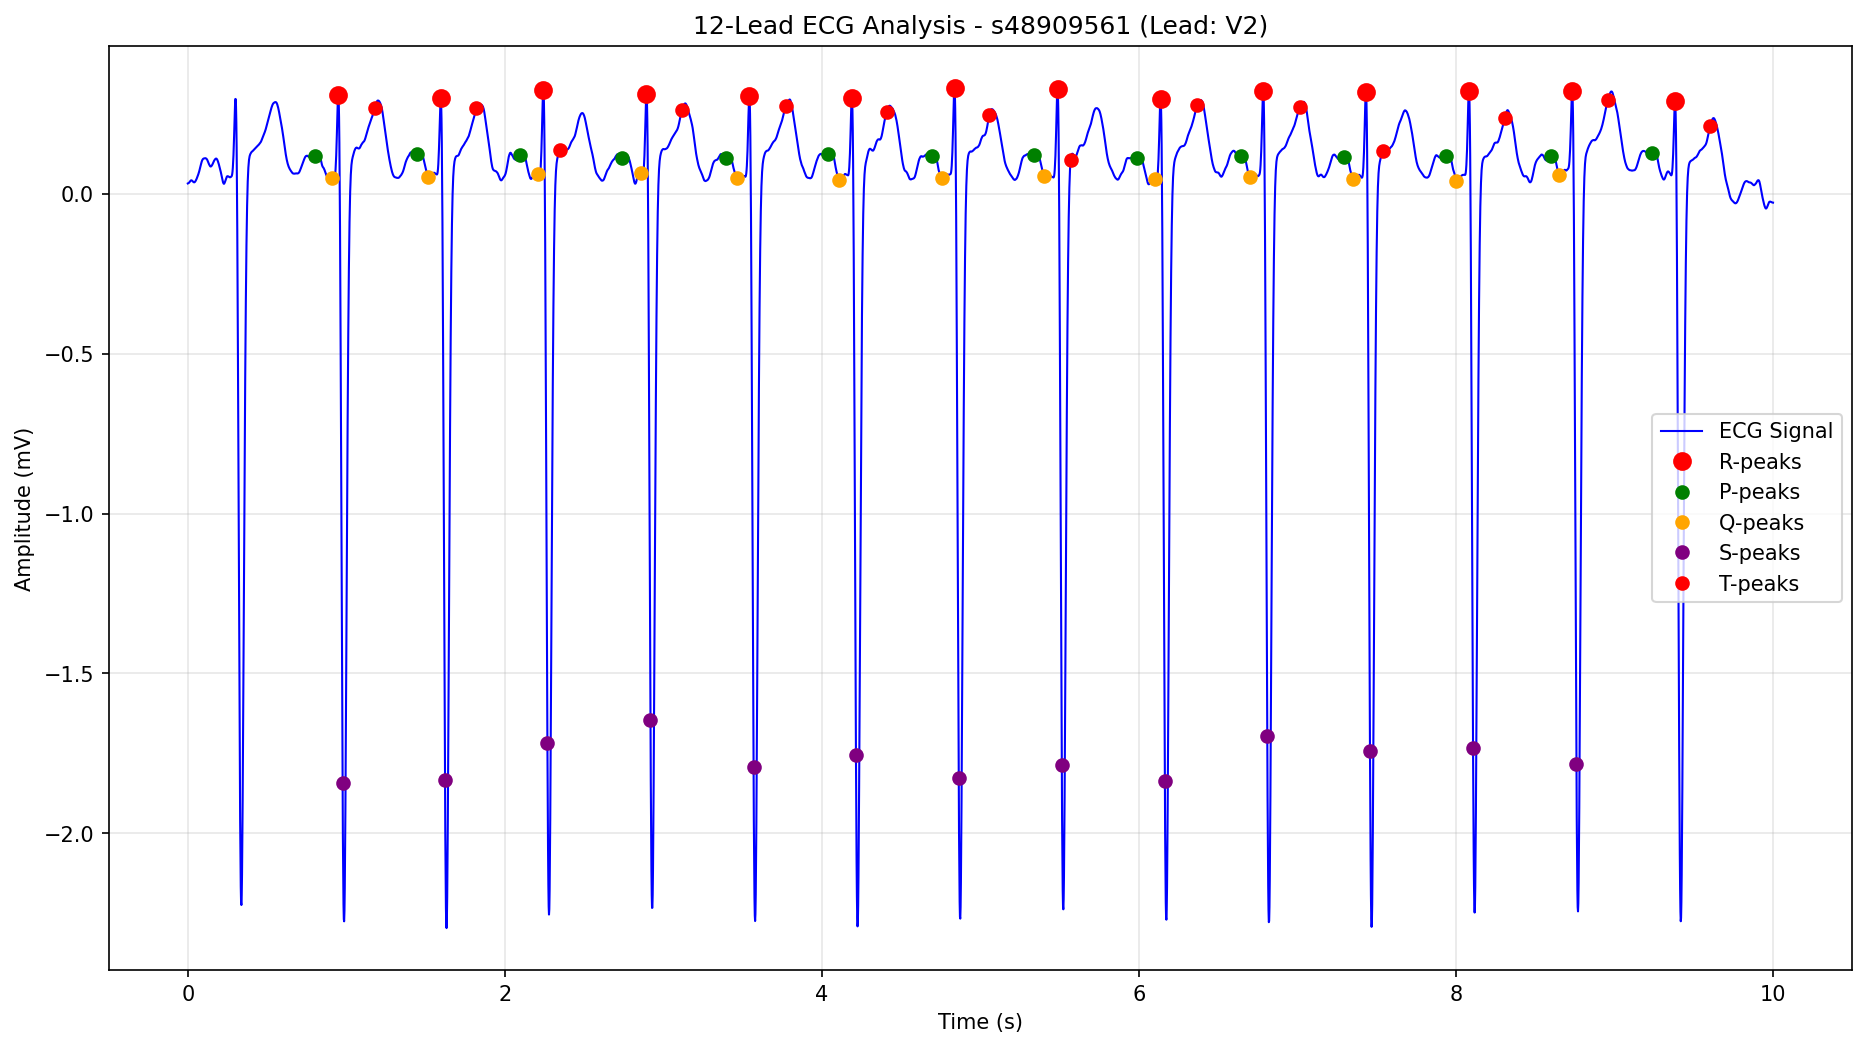 12-Lead ECG Analysis - s48909561 (Lead: V2)
Amplitude (mV)
0.0
−0.5
−1.0
−1.5
−2.0
ECG Signal
R-peaks
P-peaks
Q-peaks
S-peaks
T-peaks
0 2 4 6 8 10
Time (s)